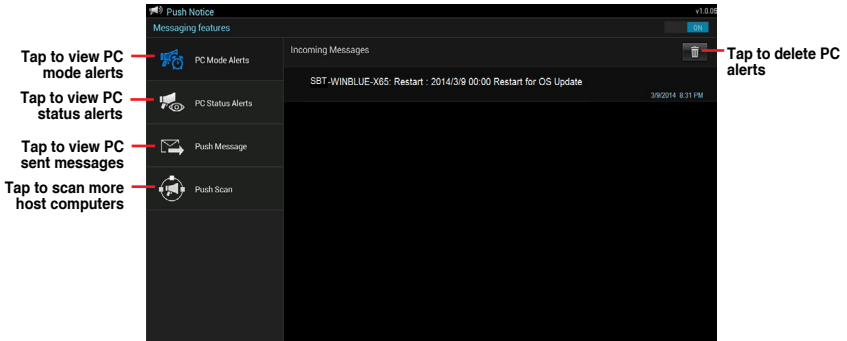 Push Notice
v1.0.05
Messaging features
ON
Tap to view PC
mode alerts
PC Mode Alerts
Incoming Messages
Tap to delete PC
alerts
SBT-WINBLUE-X65: Restart : 2014/3/9 00:00 Restart for OS Update
3/9/2014 8:31 PM
Tap to view PC
status alerts
PC Status Alerts
Tap to view PC
sent messages
Push Message
Tap to scan more
host computers
Push Scan